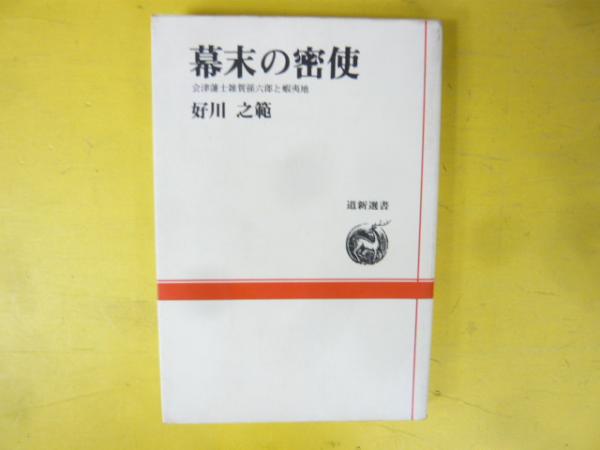 幕末の密使
会津藩士雑賀孫六郎と蝦夷地
好川 之範
道新選書